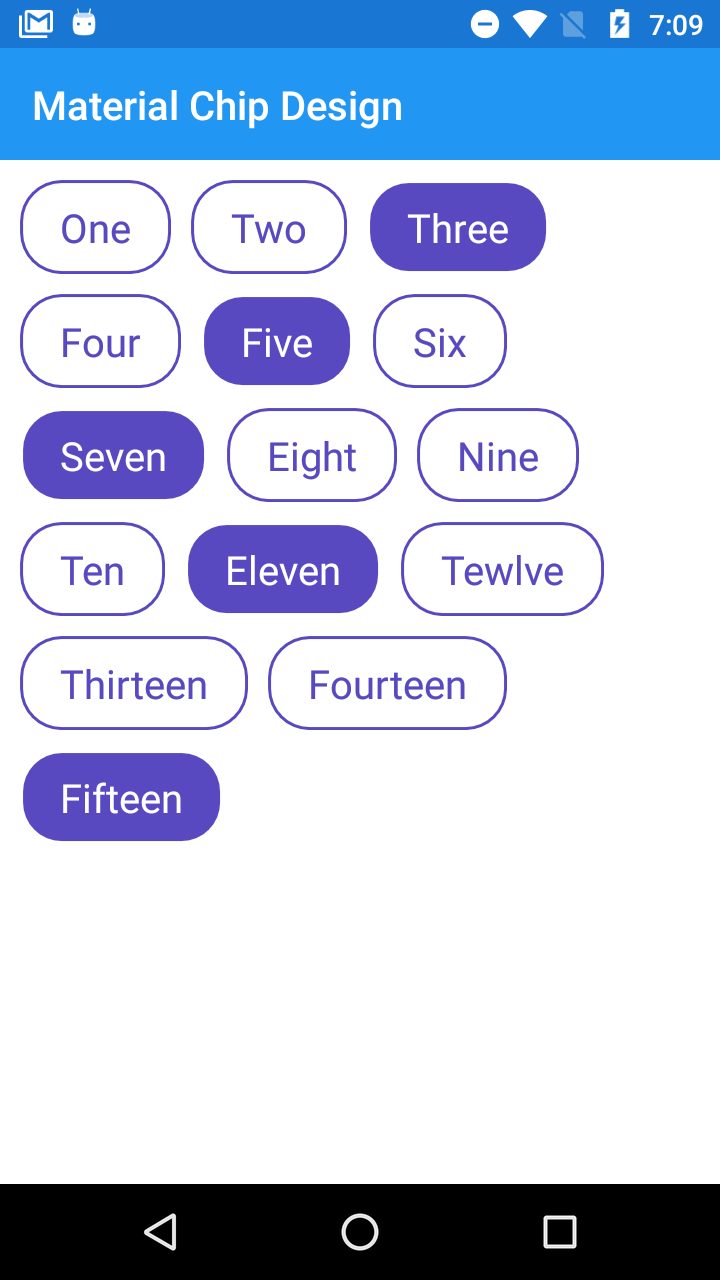 7:09
Material Chip Design
One Two Three
Four Five Six
Seven Eight Nine
Ten Eleven Tewlve
Thirteen Fourteen
Fifteen